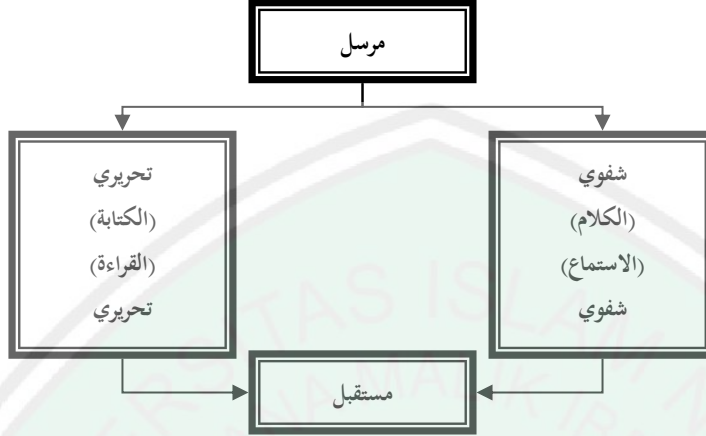 مرسل
شفوي
(الكلام)
(الاستماع)
شفوي
تحريري
(الكتابة)
(القراءة)
تحريري
مستقبل